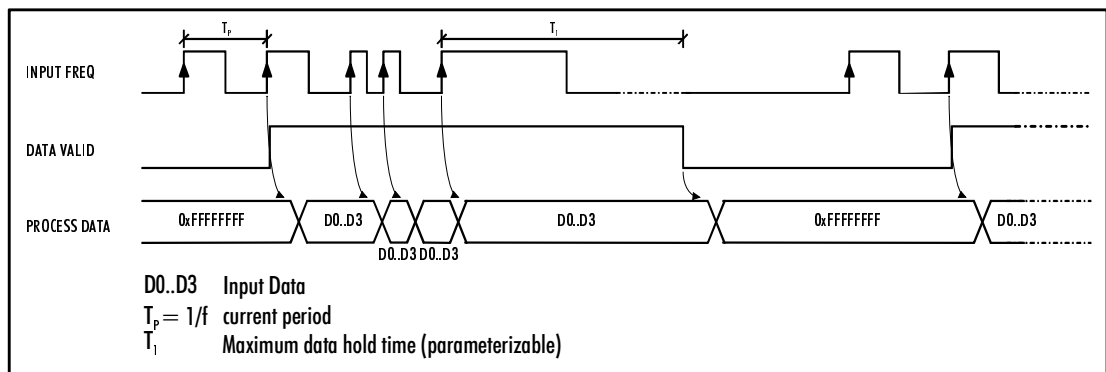 T_P T_1
INPUT FREQ
DATA VALID
PROCESS DATA 0xFFFFFFFF D0..D3 D0..D3 0xFFFFFFFF D0..D3
D0..D3 D0..D3
D0..D3 Input Data
T_P = 1/f current period
T_1 Maximum data hold time (parameterizable)